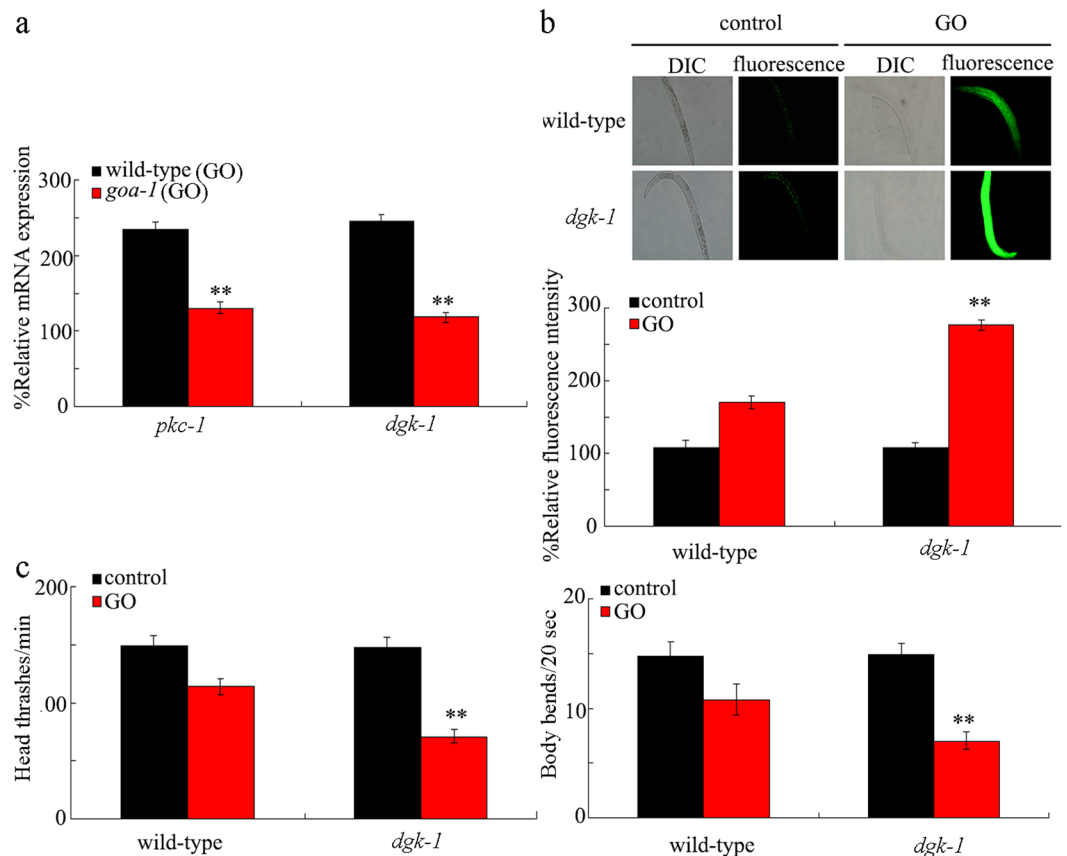 a
wild-type (GO)
goa-1 (GO)
%Relative mRNA expression
300
200
100
0
**
**
pkc-1
dgk-1
b
control
GO
DIC
fluorescence
DIC
fluorescence
wild-type
dgk-1
%Relative fluorescence intensity
control
GO
300
200
100
0
**
wild-type
dgk-1
c
control
GO
Head thrashes/min
200
00
0
**
wild-type
dgk-1
control
GO
Body bends/20 sec
20
10
0
**
wild-type
dgk-1